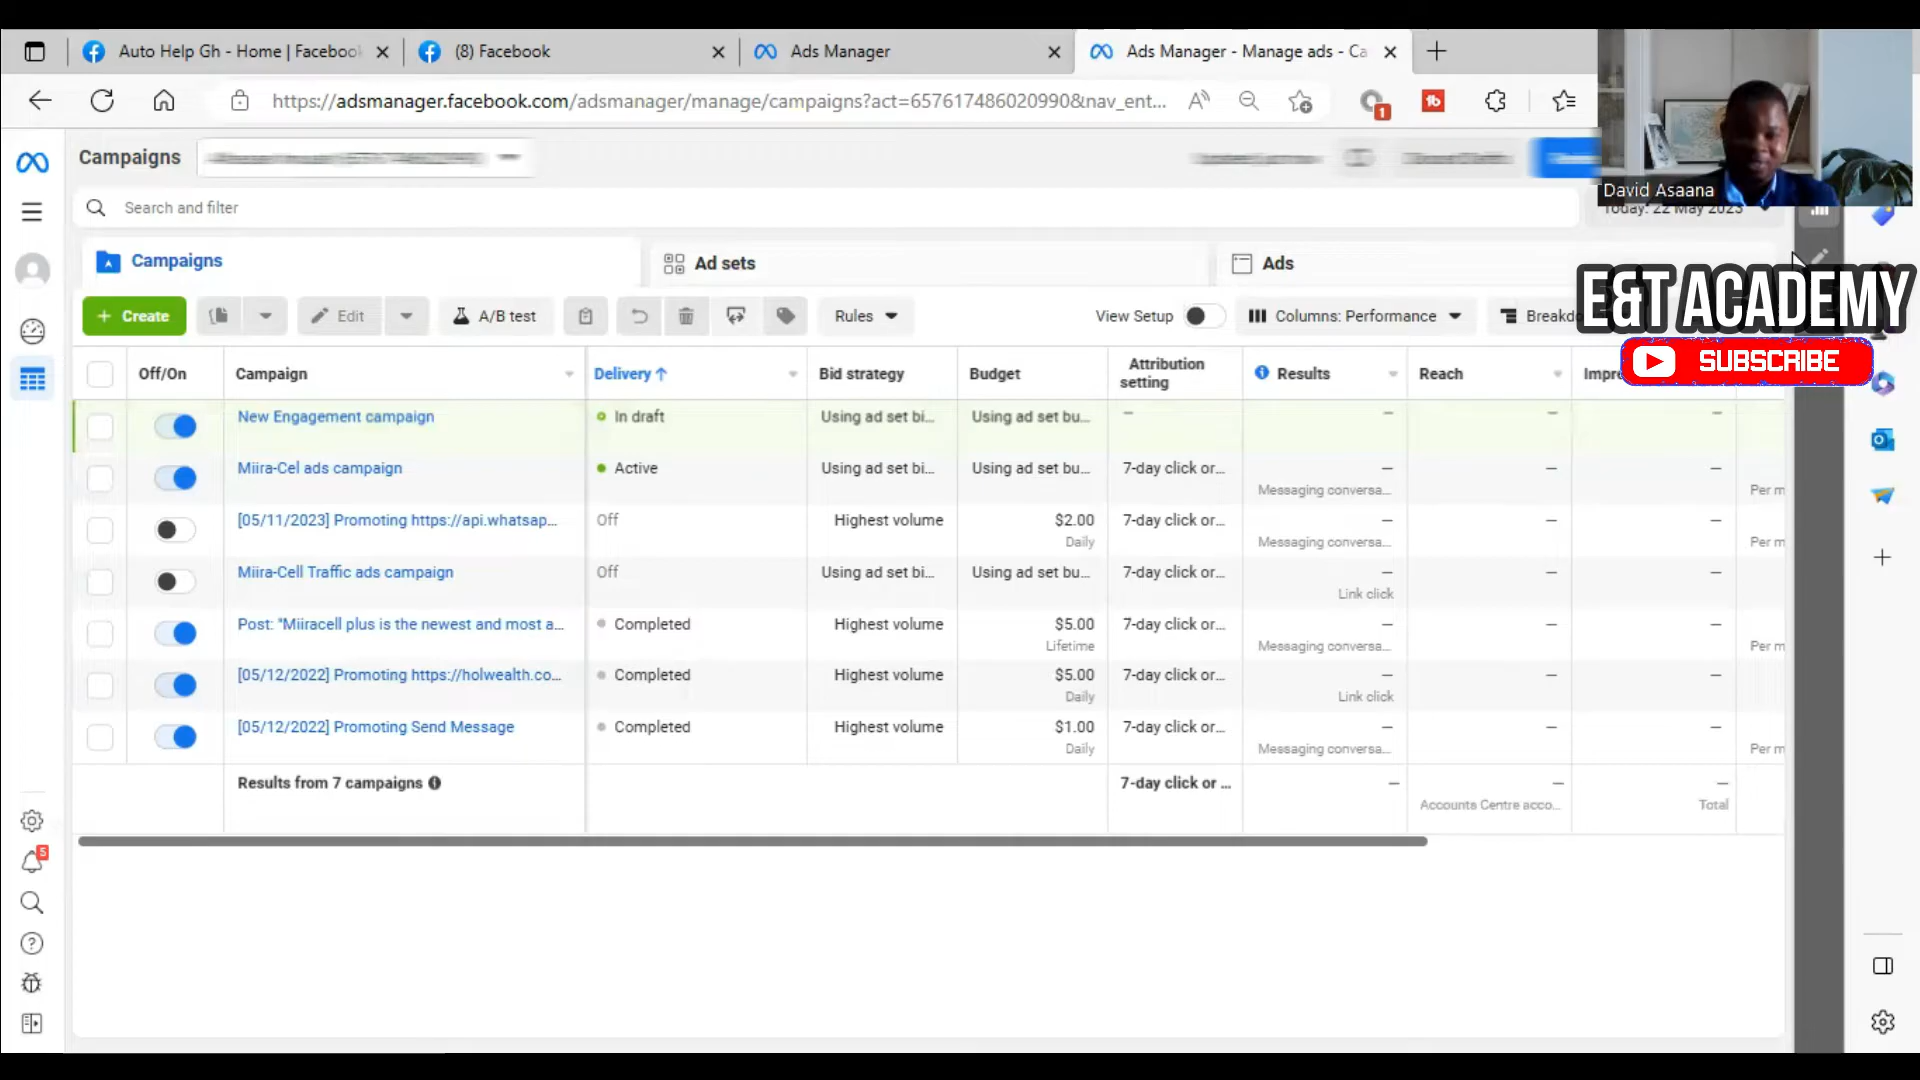 Auto Help Gh - Home | Facebook
(8) Facebook
Ads Manager
Ads Manager - Manage ads - Ca
https://adsmanager.facebook.com/adsmanager/manage/campaigns?act=657617486020990&nav_ent...
1
Campaigns
David Asaana
Search and filter
Today: 22 May 2023
Campaigns
Ad sets
Ads
E&T ACADEMY
SUBSCRIBE
+ Create
Edit
A/B test
Rules
View Setup
Columns: Performance
Breakdo
Off/On
Campaign
Delivery ↑
Bid strategy
Budget
Attribution setting
Results
Reach
Impre
New Engagement campaign
In draft
Using ad set bi...
Using ad set bu...
–
–
–
–
Miira-Cel ads campaign
Active
Using ad set bi...
Using ad set bu...
7-day click or...
–
Messaging conversa...
–
–
Per m
[05/11/2023] Promoting https://api.whatsap...
Off
Highest volume
$2.00
Daily
7-day click or...
–
Messaging conversa...
–
–
Per m
Miira-Cell Traffic ads campaign
Off
Using ad set bi...
Using ad set bu...
7-day click or...
–
Link click
–
–
Post: "Miiracell plus is the newest and most a...
Completed
Highest volume
$5.00
Lifetime
7-day click or...
–
Messaging conversa...
–
–
Per m
[05/12/2022] Promoting https://holwealth.co...
Completed
Highest volume
$5.00
Daily
7-day click or...
–
Link click
–
–
[05/12/2022] Promoting Send Message
Completed
Highest volume
$1.00
Daily
7-day click or...
–
Messaging conversa...
–
–
Per m
Results from 7 campaigns
7-day click or ...
–
–
Accounts Centre acco...
–
Total
5